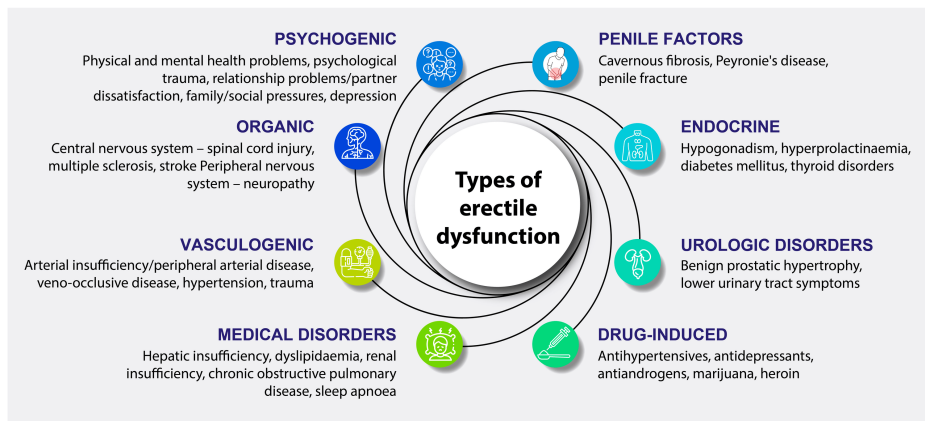 PSYCHOGENIC
Physical and mental health problems, psychological
trauma, relationship problems/partner
dissatisfaction, family/social pressures, depression
ORGANIC
Central nervous system – spinal cord injury,
multiple sclerosis, stroke Peripheral nervous
system – neuropathy
VASCULOGENIC
Arterial insufficiency/peripheral arterial disease,
veno-occlusive disease, hypertension, trauma
MEDICAL DISORDERS
Hepatic insufficiency, dyslipidaemia, renal
insufficiency, chronic obstructive pulmonary
disease, sleep apnoea
Types of
erectile
dysfunction
PENILE FACTORS
Cavernous fibrosis, Peyronie's disease,
penile fracture
ENDOCRINE
Hypogonadism, hyperprolactinaemia,
diabetes mellitus, thyroid disorders
UROLOGIC DISORDERS
Benign prostatic hypertrophy,
lower urinary tract symptoms
DRUG-INDUCED
Antihypertensives, antidepressants,
antiandrogens, marijuana, heroin